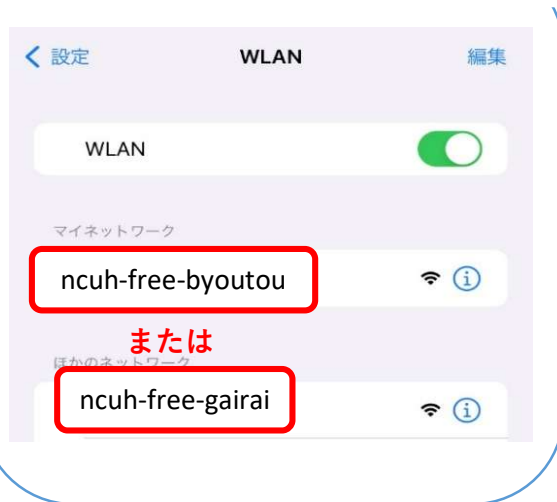 設定 WLAN 編集
WLAN
マイネットワーク
ncuh-free-byoutou
または
ほかのネットワーク
ncuh-free-gairai